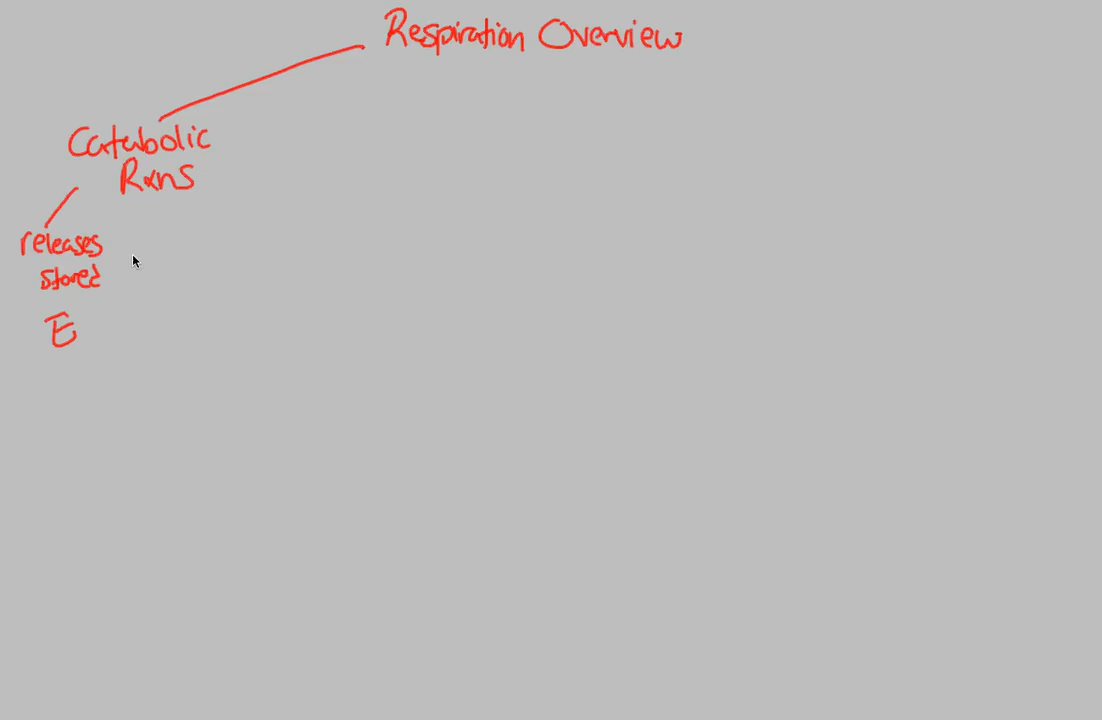 Respiration Overview
Catabolic
Rxns
releases
stored
E